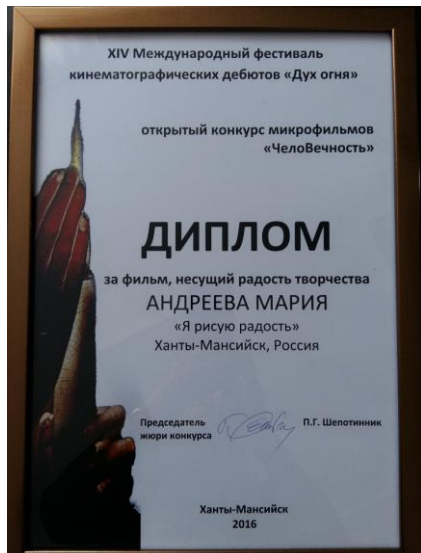 XIV Международный фестиваль
кинематографических дебютов «Дух огня»
открытый конкурс микрофильмов
«ЧелоВечность»
ДИПЛОМ
за фильм, несущий радость творчества
АНДРЕЕВА МАРИЯ
«Я рисую радость»
Ханты-Мансийск, Россия
Председатель
жюри конкурса
П.Г. Шепотинник
Ханты-Мансийск
2016